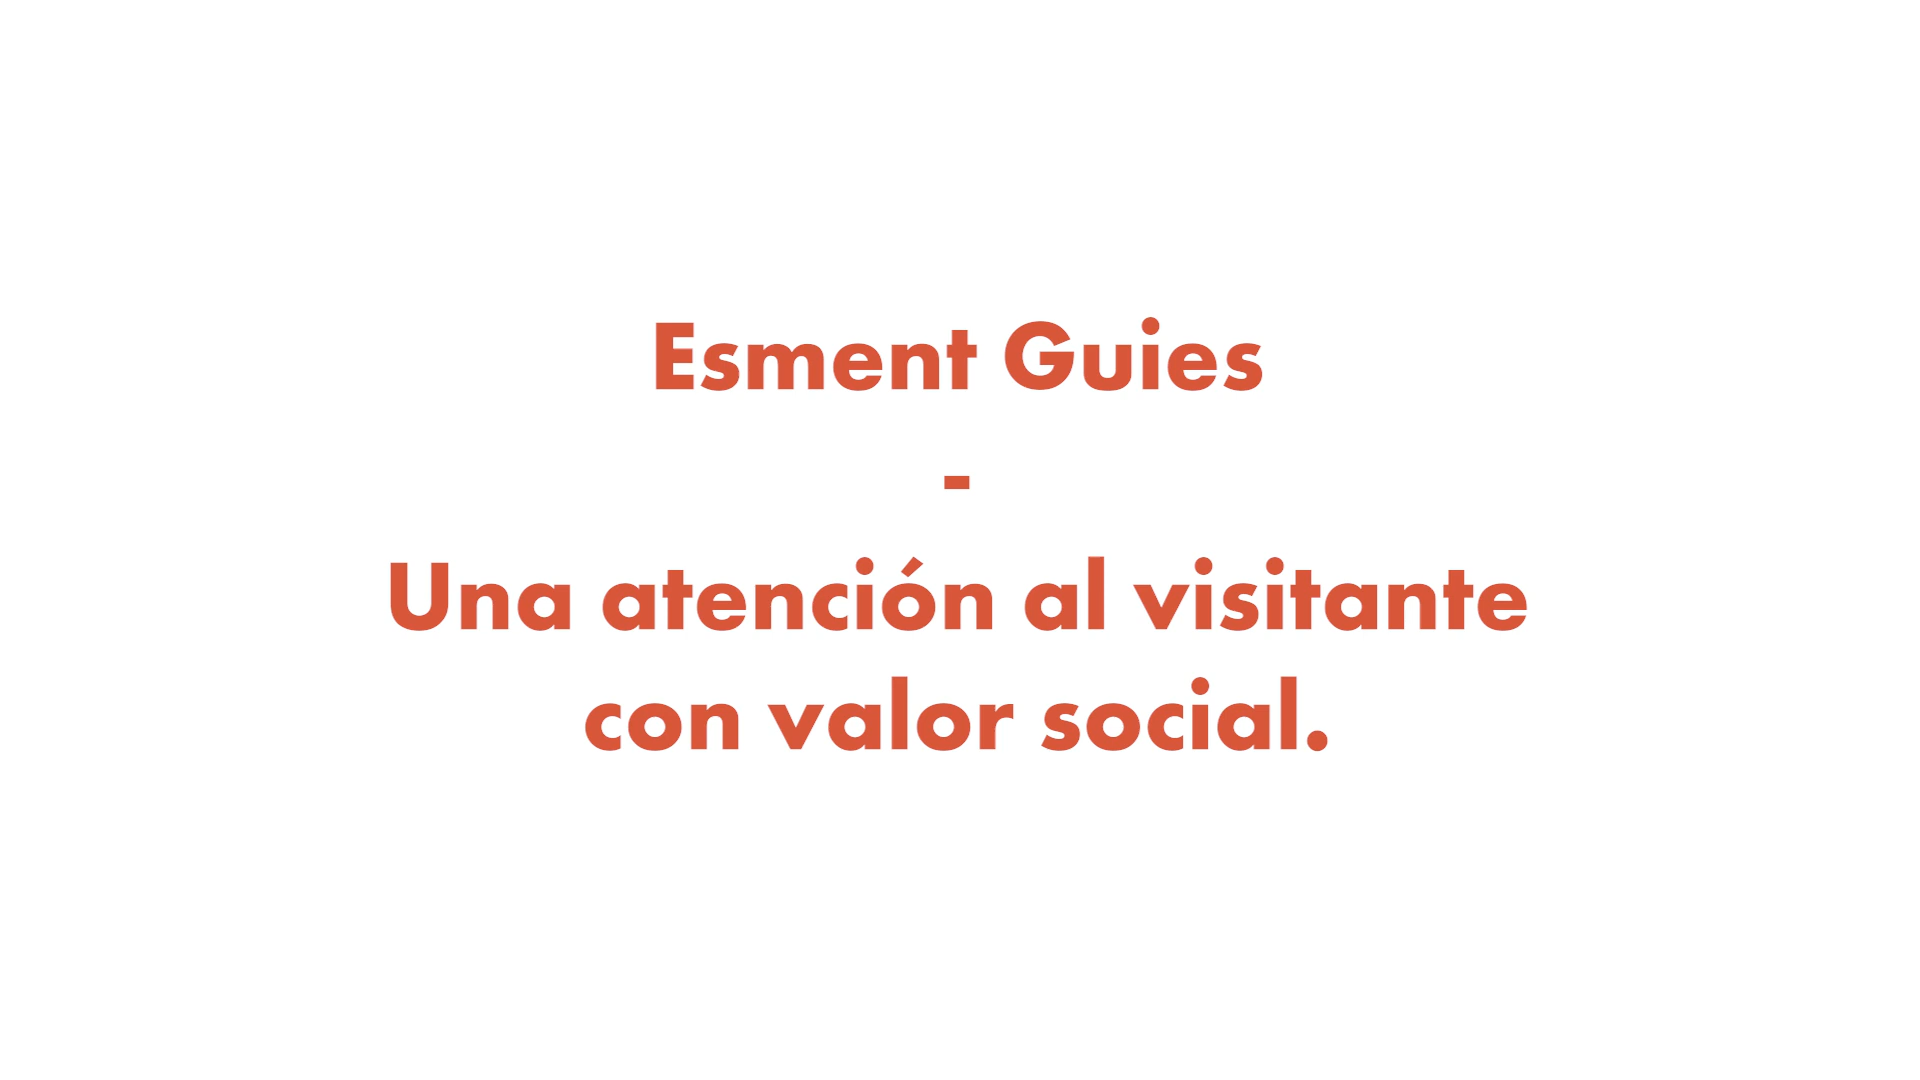 Esment Guies
-
Una atención al visitante
con valor social.